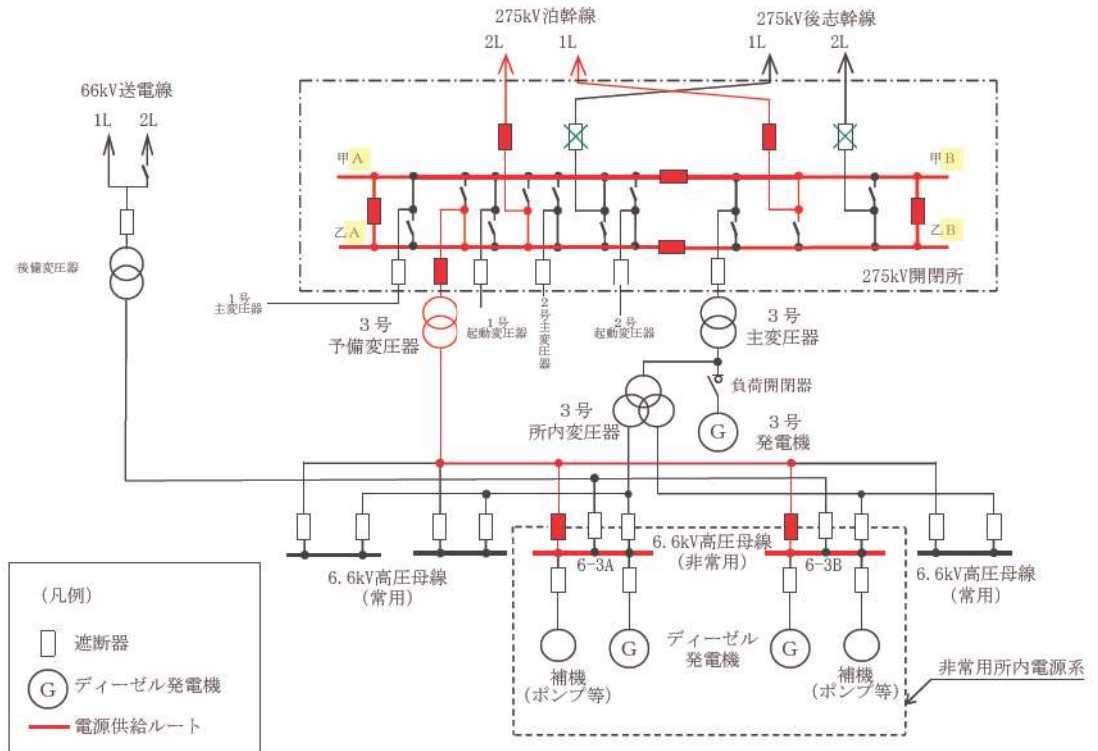 275kV泊幹線
275kV後志幹線
2L
1L
1L
2L
66kV送電線
1L
2L
甲A
甲B
乙A
乙B
275kV開閉所
後備変圧器
1号
主変圧器
3号
予備変圧器
1号
起動変圧器
2号主変圧器
2号
起動変圧器
3号
主変圧器
負荷開閉器
3号
所内変圧器
G
3号
発電機
6.6kV高圧母線
(常用)
6.6kV高圧母線
(非常用)
6-3A
6-3B
6.6kV高圧母線
(常用)
G
ディーゼル
発電機
G
補機
(ポンプ等)
補機
(ポンプ等)
非常用所内電源系
(凡例)
遮断器
G
ディーゼル発電機
電源供給ルート